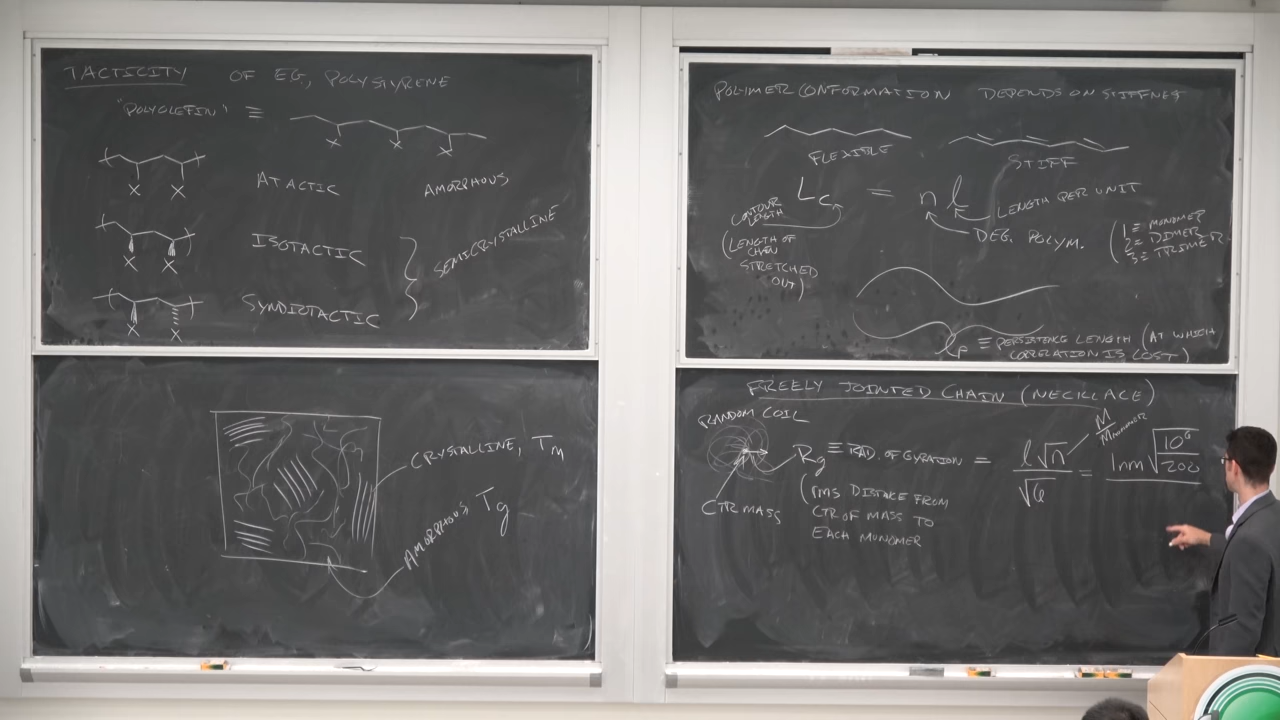 TACTICITY OF EG, POLYSTYRENE
"POLYOLEFIN" ≡
X X X
X X
ATACTIC AMORPHOUS
X X
ISOTACTIC
SEMICRYSTALLINE
X X
SYNDIOTACTIC
CRYSTALLINE, Tm
AMORPHOUS Tg
POLYMER CONFORMATION DEPENDS ON STIFFNESS
FLEXIBLE
STIFF
Lc = nl
CONTOUR
LENGTH
(LENGTH OF
CHAIN
STRETCHED
OUT)
LENGTH PER UNIT
DEG. POLYM.
(1 ≡ MONOMER
2 ≡ DIMER
3 ≡ TRIMER
lp ≡ PERSISTENCE LENGTH (AT WHICH
CORRELATION IS LOST)
FREELY JOINTED CHAIN (NECKLACE)
RANDOM COIL
CTR MASS
Rg ≡ RAD. OF GYRATION = l√n / √6 = 1nm √(10⁶/200)
M / Mmonomer
(rms DISTANCE FROM
CTR OF MASS TO
EACH MONOMER